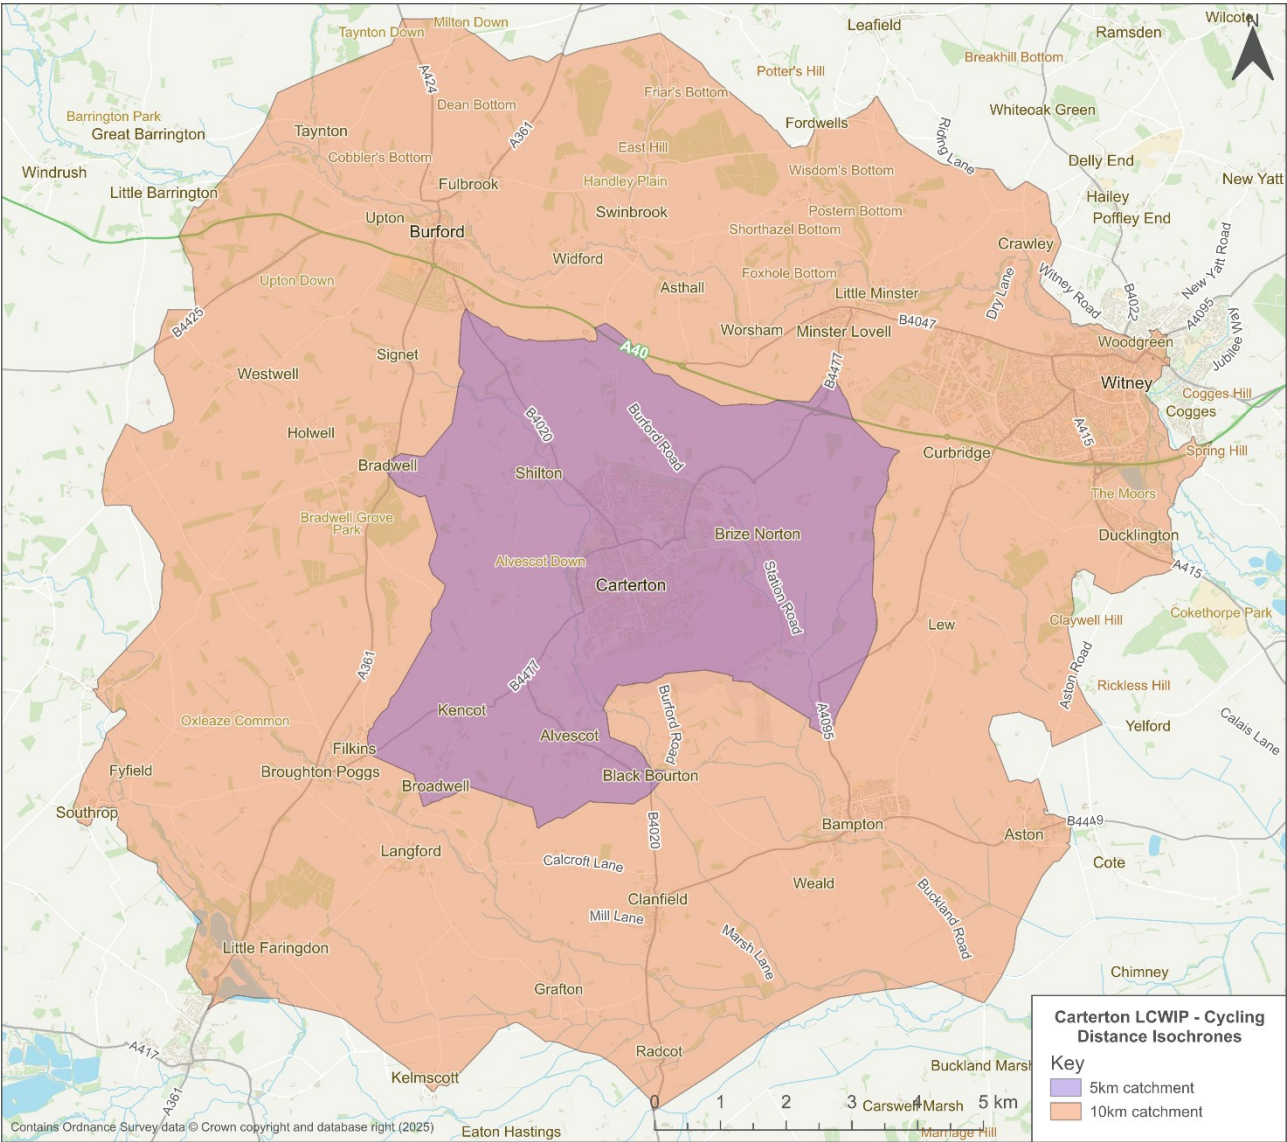 Milton Down
Taynton Down
Leafield
Wilcote
N
Ramsden
Breakhill Bottom
Potter's Hill
A424
Friar's Bottom
Dean Bottom
Whiteoak Green
Barrington Park
Great Barrington
Taynton
A361
Fordwells
Riding Lane
East Hill
Cobbler's Bottom
Delly End
Windrush
Wisdom's Bottom
New Yatt
Little Barrington
Fulbrook
Handley Plain
Hailey
Swinbrook
Postern Bottom
Poffley End
Upton
Burford
Shorthazel Bottom
Crawley
New Yatt Road
Widford
Foxhole Bottom
Upton Down
Asthall
Little Minster
Dry Lane
Witney Road
B4022
A4095
B4425
Worsham
Minster Lovell
B4047
Jubilee Way
Signet
A40
Woodgreen
B4477
Westwell
Witney
Cogges Hill
Cogges
B4020
Burford Road
Holwell
A415
Curbridge
Spring Hill
Bradwell
Shilton
The Moors
Bradwell Grove
Park
Brize Norton
Ducklington
Alvescot Down
A415
Carterton
Station Road
Cokethorpe Park
Lew
Claywell Hill
A361
B4477
Aston Road
Rickless Hill
Kencot
Burford Road
A4095
Oxleaze Common
Yelford
Calais Lane
Filkins
Alvescot
Fyfield
Broughton Poggs
Black Bourton
Broadwell
Southrop
B4020
Bampton
Aston
B4449
Langford
Calcroft Lane
Cote
Weald
Clanfield
Mill Lane
Buckland Road
Little Faringdon
Marsh Lane
Chimney
Grafton
Carterton LCWIP - Cycling
Distance Isochrones
Key
5km catchment
10km catchment
A417
Radcot
Kelmscott
Buckland Marsh
A361
0 1 2 3 4 5 km
Carswell Marsh
Contains Ordnance Survey data © Crown copyright and database right (2025)
Eaton Hastings
Marriage Hill